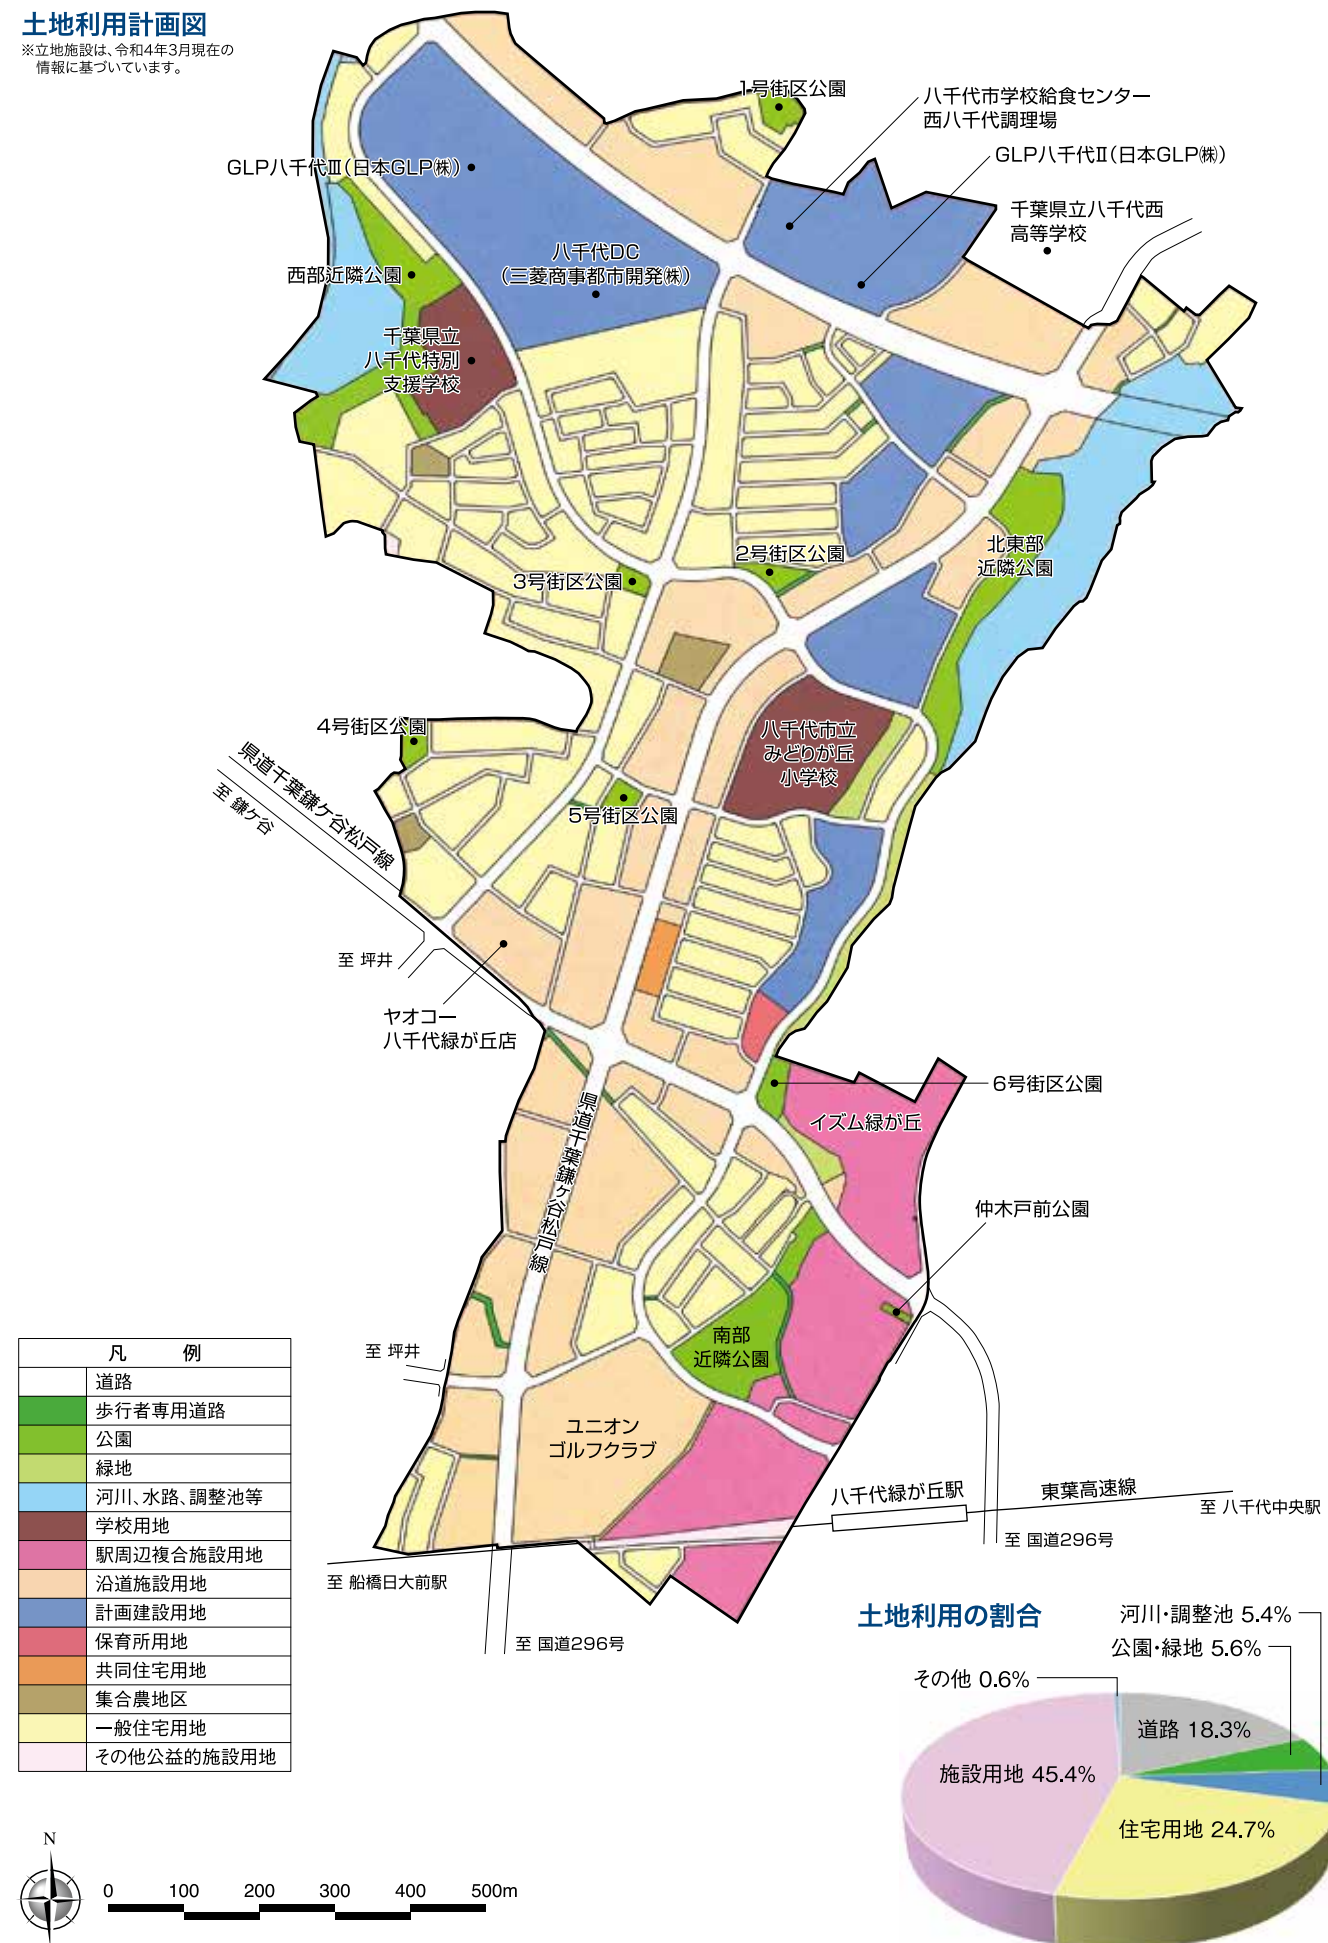 土地利用計画図
※立地施設は、令和4年3月現在の
情報に基づいています。
1号街区公園
八千代市学校給食センター
西八千代調理場
GLP八千代Ⅱ(日本GLP㈱)
GLP八千代Ⅲ(日本GLP㈱)
千葉県立八千代西
高等学校
八千代DC
(三菱商事都市開発㈱)
西部近隣公園
千葉県立
八千代特別
支援学校
北東部
近隣公園
2号街区公園
3号街区公園
4号街区公園
八千代市立
みどりが丘
小学校
県道千葉鎌ケ谷松戸線
至 鎌ケ谷
5号街区公園
至 坪井
ヤオコー
八千代緑が丘店
6号街区公園
イズム緑が丘
県道千葉鎌ヶ谷松戸線
仲木戸前公園
南部
近隣公園
至 坪井
ユニオン
ゴルフクラブ
八千代緑が丘駅
東葉高速線
至 八千代中央駅
至 国道296号
至 船橋日大前駅
至 国道296号
凡 例
道路
歩行者専用道路
公園
緑地
河川、水路、調整池等
学校用地
駅周辺複合施設用地
沿道施設用地
計画建設用地
保育所用地
共同住宅用地
集合農地区
一般住宅用地
その他公益的施設用地
N
0 100 200 300 400 500m
土地利用の割合
河川・調整池 5.4%
公園・緑地 5.6%
その他 0.6%
道路 18.3%
施設用地 45.4%
住宅用地 24.7%